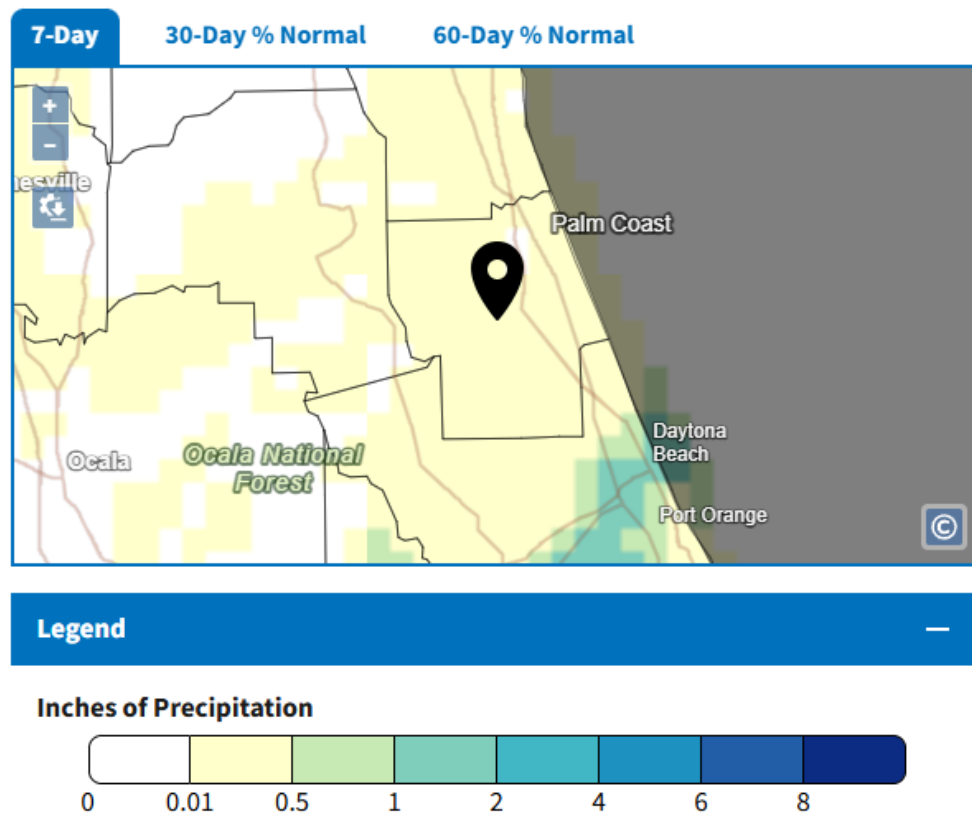 7-Day 30-Day % Normal 60-Day % Normal
+
−
esville
Palm Coast
Ocala
Ocala National
Forest
Daytona
Beach
Port Orange
©
Legend −
Inches of Precipitation
0 0.01 0.5 1 2 4 6 8